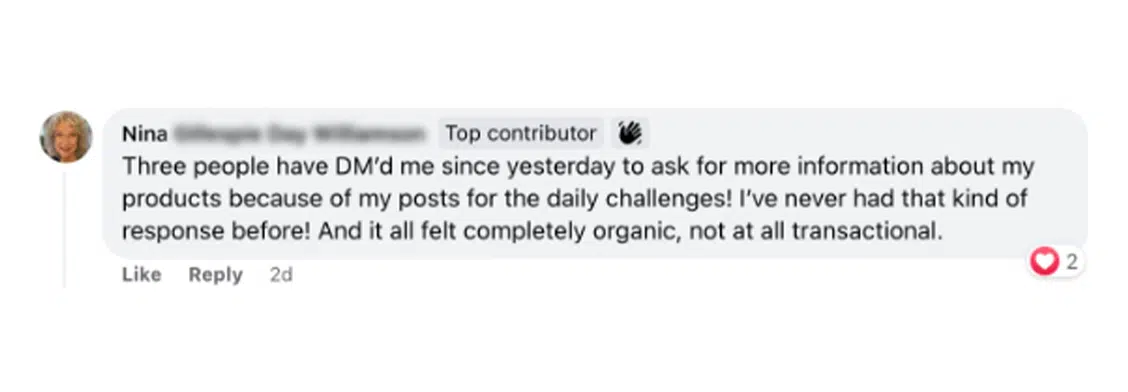 Nina Top contributor
Three people have DM'd me since yesterday to ask for more information about my
products because of my posts for the daily challenges! I've never had that kind of
response before! And it all felt completely organic, not at all transactional.
Like Reply 2d
2